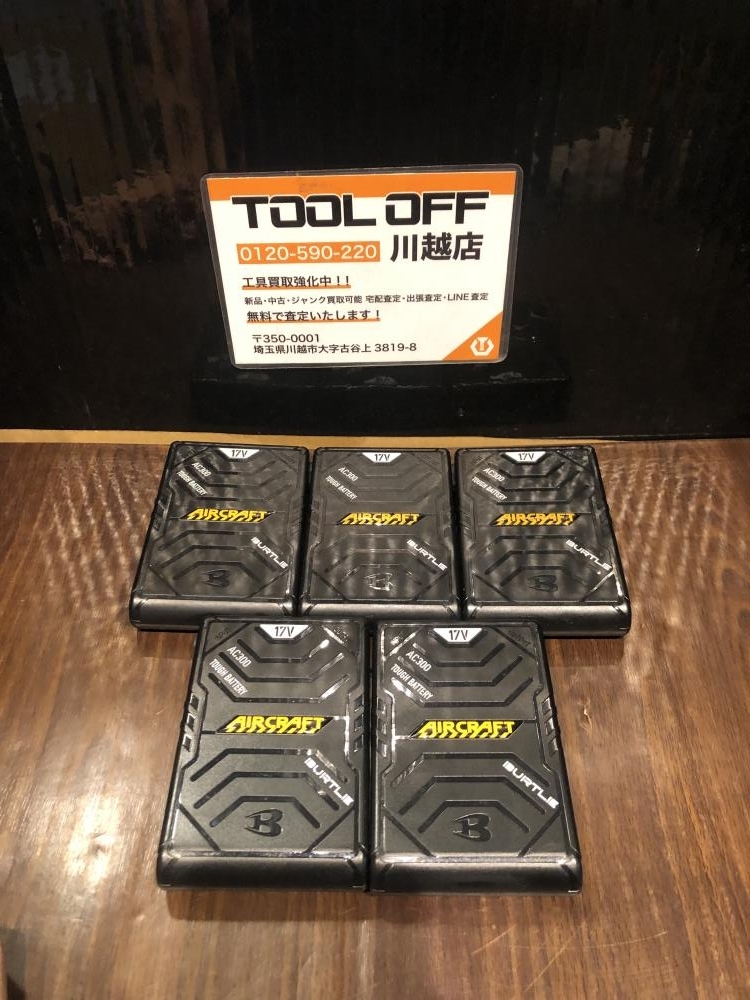 TOOL OFF
0120-590-220 川越店
工具買取強化中!!
新品・中古・ジャンク買取可能 宅配査定・出張査定・LINE査定
無料で査定いたします!
〒350-0001
埼玉県川越市大字古谷上 3819-8
17V
AC300
TOUGH BATTERY
AIRCRAFT
BURTLE
17V
AC300
TOUGH BATTERY
AIRCRAFT
BURTLE
17V
AC300
TOUGH BATTERY
AIRCRAFT
BURTLE
17V
AC300
TOUGH BATTERY
AIRCRAFT
BURTLE
17V
AC300
TOUGH BATTERY
AIRCRAFT
BURTLE